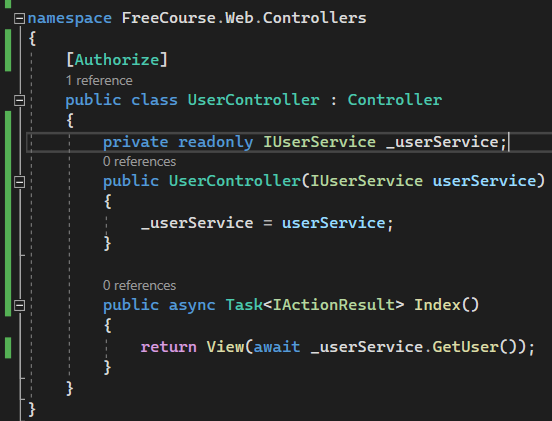 namespace FreeCourse.Web.Controllers
{
[Authorize]
1 reference
public class UserController : Controller
{
private readonly IUserService _userService;
0 references
public UserController(IUserService userService)
{
_userService = userService;
}
0 references
public async Task<IActionResult> Index()
{
return View(await _userService.GetUser());
}
}
}